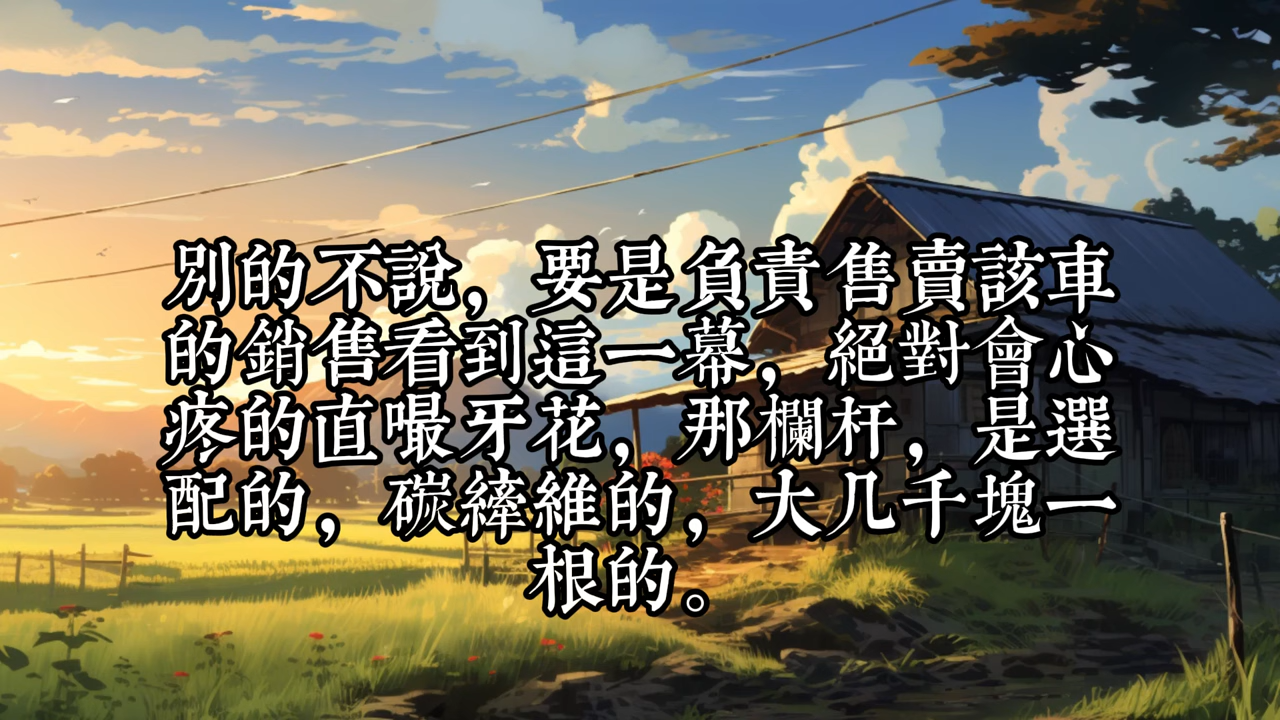 別的不說，要是負責售賣該車
的銷售看到這一幕，絕對會心
疼的直嘬牙花，那欄杆，是選
配的，碳縴維的，大几千塊一
根的。